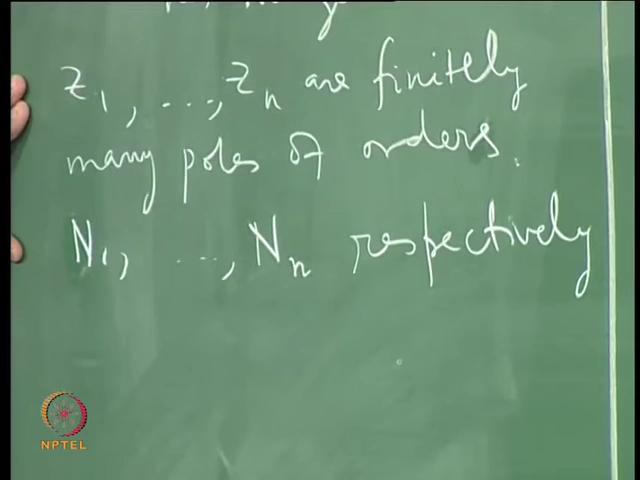 z₁, ..., zₙ are finitely
many poles of orders.
N₁, ..., Nₙ respectively
NPTEL